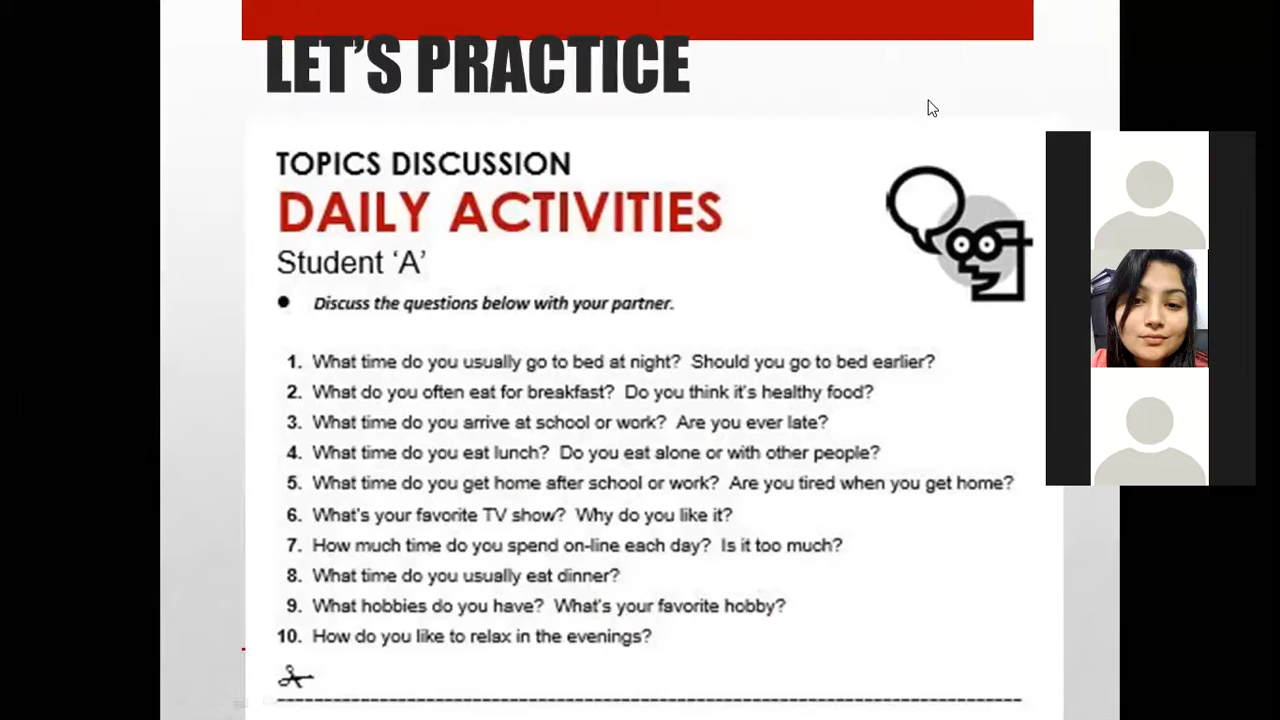 LET'S PRACTICE
TOPICS DISCUSSION
DAILY ACTIVITIES
Student ‘A’
● Discuss the questions below with your partner.
1. What time do you usually go to bed at night? Should you go to bed earlier?
2. What do you often eat for breakfast? Do you think it's healthy food?
3. What time do you arrive at school or work? Are you ever late?
4. What time do you eat lunch? Do you eat alone or with other people?
5. What time do you get home after school or work? Are you tired when you get home?
6. What's your favorite TV show? Why do you like it?
7. How much time do you spend on-line each day? Is it too much?
8. What time do you usually eat dinner?
9. What hobbies do you have? What's your favorite hobby?
10. How do you like to relax in the evenings?